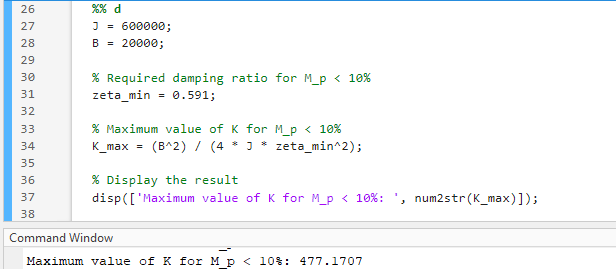 26 %% d
27 J = 600000;
28 B = 20000;
29
30 % Required damping ratio for M_p < 10%
31 zeta_min = 0.591;
32
33 % Maximum value of K for M_p < 10%
34 K_max = (B^2) / (4 * J * zeta_min^2);
35
36 % Display the result
37 disp(['Maximum value of K for M_p < 10%: ', num2str(K_max)]);
38
Command Window
Maximum value of K for M_p < 10%: 477.1707